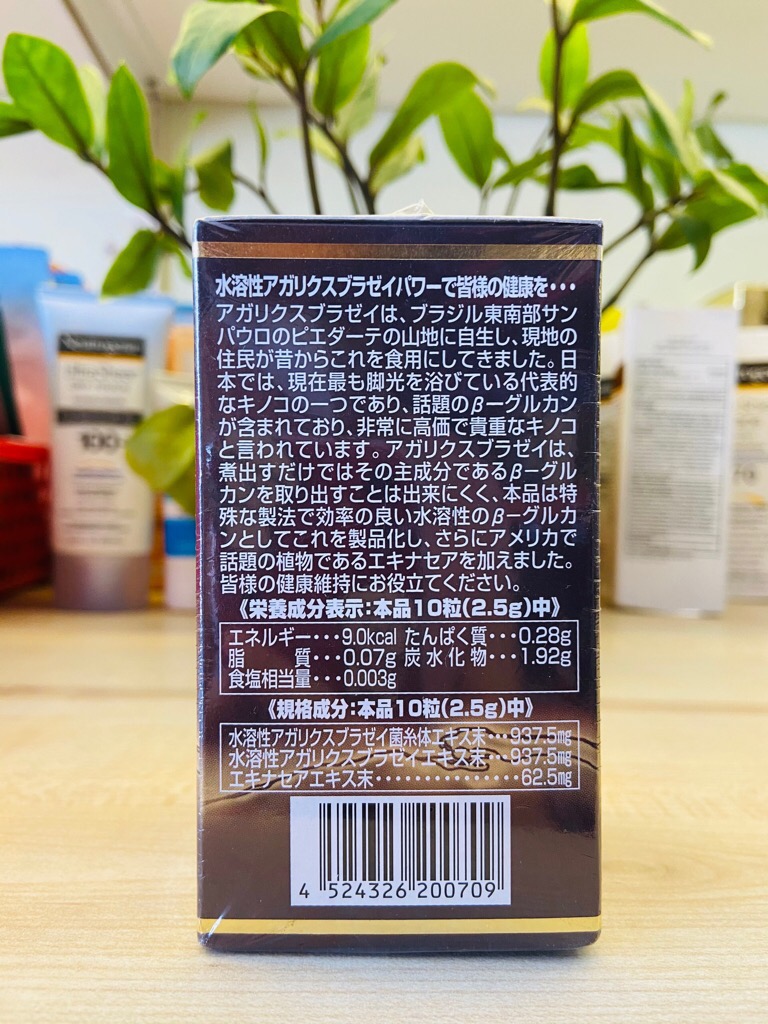 水溶性アガリクスブラゼイパワーで皆様の健康を・・・
アガリクスブラゼイは、ブラジル東南部サン
パウロのピエダーテの山地に自生し、現地の
住民が昔からこれを食用にしてきました。日
本では、現在最も脚光を浴びている代表的
なキノコの一つであり、話題のβーグルカン
が含まれており、非常に高価で貴重なキノコ
と言われています。アガリクスブラゼイは、
煮出すだけではその主成分であるβーグル
カンを取り出すことは出来にくく、本品は特
殊な製法で効率の良い水溶性のβーグルカ
ンとしてこれを製品化し、さらにアメリカで
話題の植物であるエキナセアを加えました。
皆様の健康維持にお役立てください。
《栄養成分表示:本品10粒(2.5g)中》
エネルギー・・・9.0kcal たんぱく質・・・0.28g
脂質・・・0.07g 炭水化物・・・1.92g
食塩相当量・・・0.003g
《規格成分:本品10粒(2.5g)中》
水溶性アガリクスブラゼイ菌糸体エキス末・・・937.5mg
水溶性アガリクスブラゼイエキス末・・・937.5mg
エキナセアエキス末・・・・・・・・・・・・・・62.5mg
4 524326 200709
Neutrogena
100